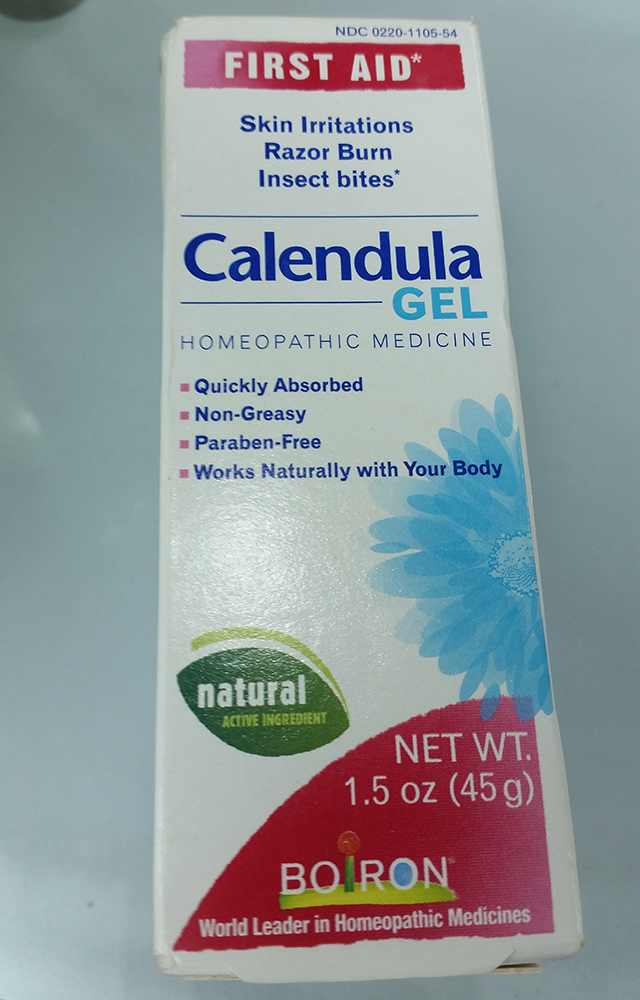 NDC 0220-1105-54
FIRST AID*
Skin Irritations
Razor Burn
Insect bites*
Calendula
GEL
HOMEOPATHIC MEDICINE
Quickly Absorbed
Non-Greasy
Paraben-Free
Works Naturally with Your Body
natural
ACTIVE INGREDIENT
NET WT.
1.5 oz (45 g)
BOIRON
World Leader in Homeopathic Medicines